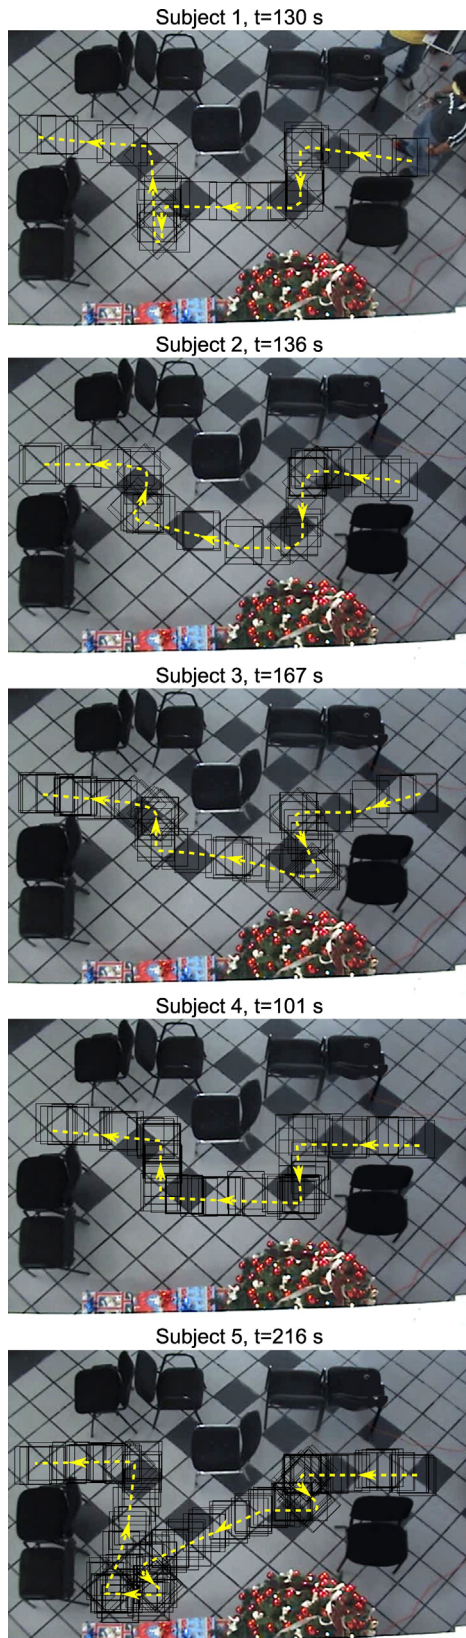 Subject 1, t=130 s
Subject 2, t=136 s
Subject 3, t=167 s
Subject 4, t=101 s
Subject 5, t=216 s